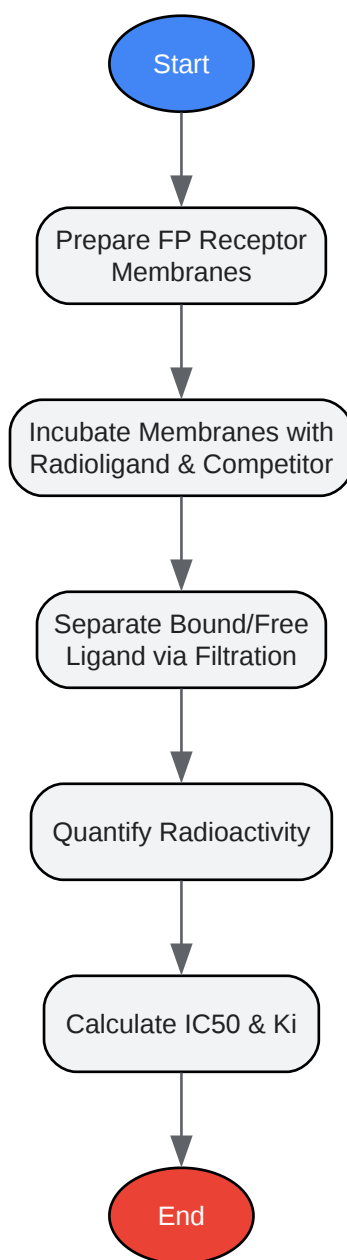 Start
Prepare FP Receptor
Membranes
Incubate Membranes with
Radioligand & Competitor
Separate Bound/Free
Ligand via Filtration
Quantify Radioactivity
Calculate IC50 & Ki
End